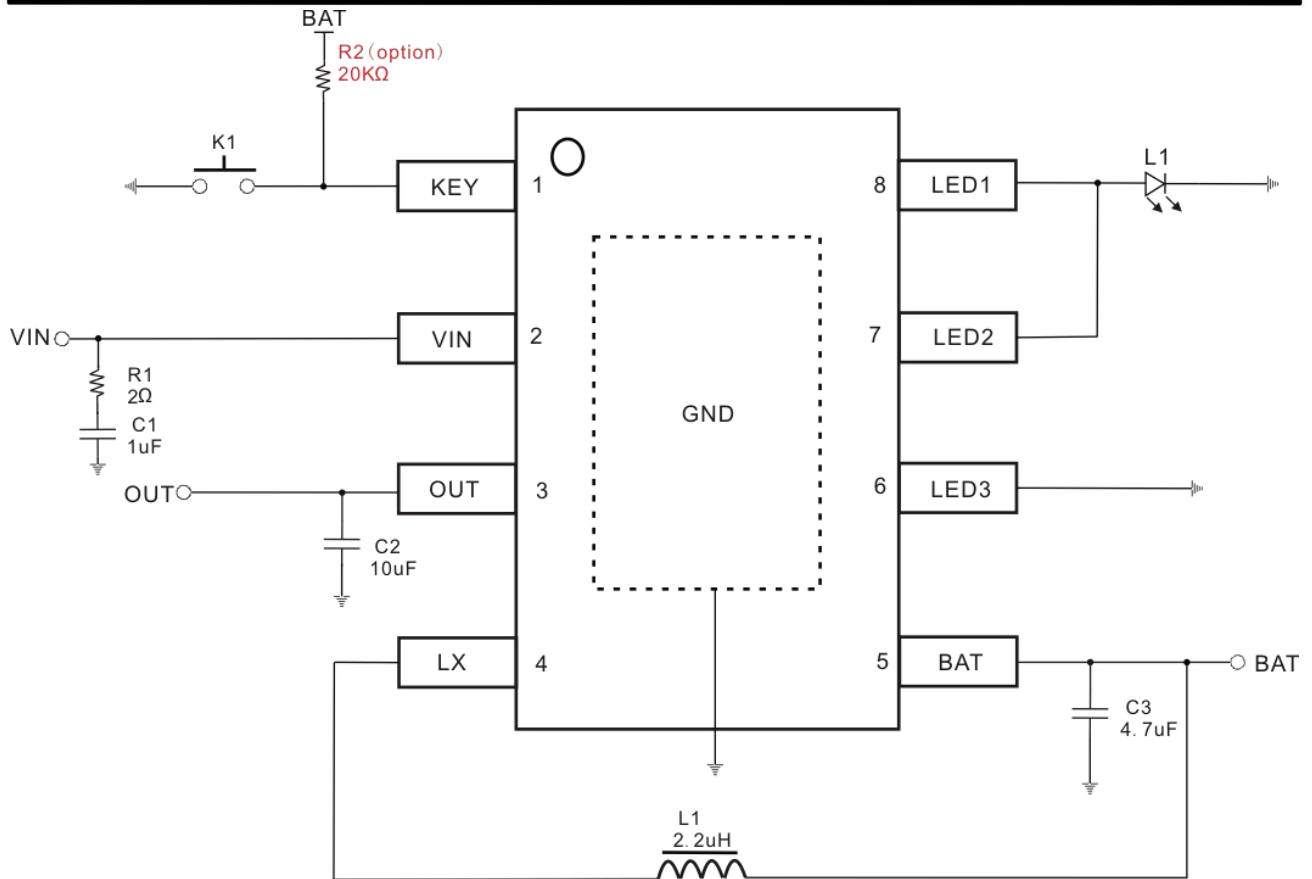 BAT
R2(option)
20KΩ
K1
KEY
1
8
LED1
L1
VIN
VIN
2
7
LED2
R1
2Ω
C1
1uF
GND
OUT
OUT
3
6
LED3
C2
10uF
LX
4
5
BAT
BAT
C3
4.7uF
L1
2.2uH